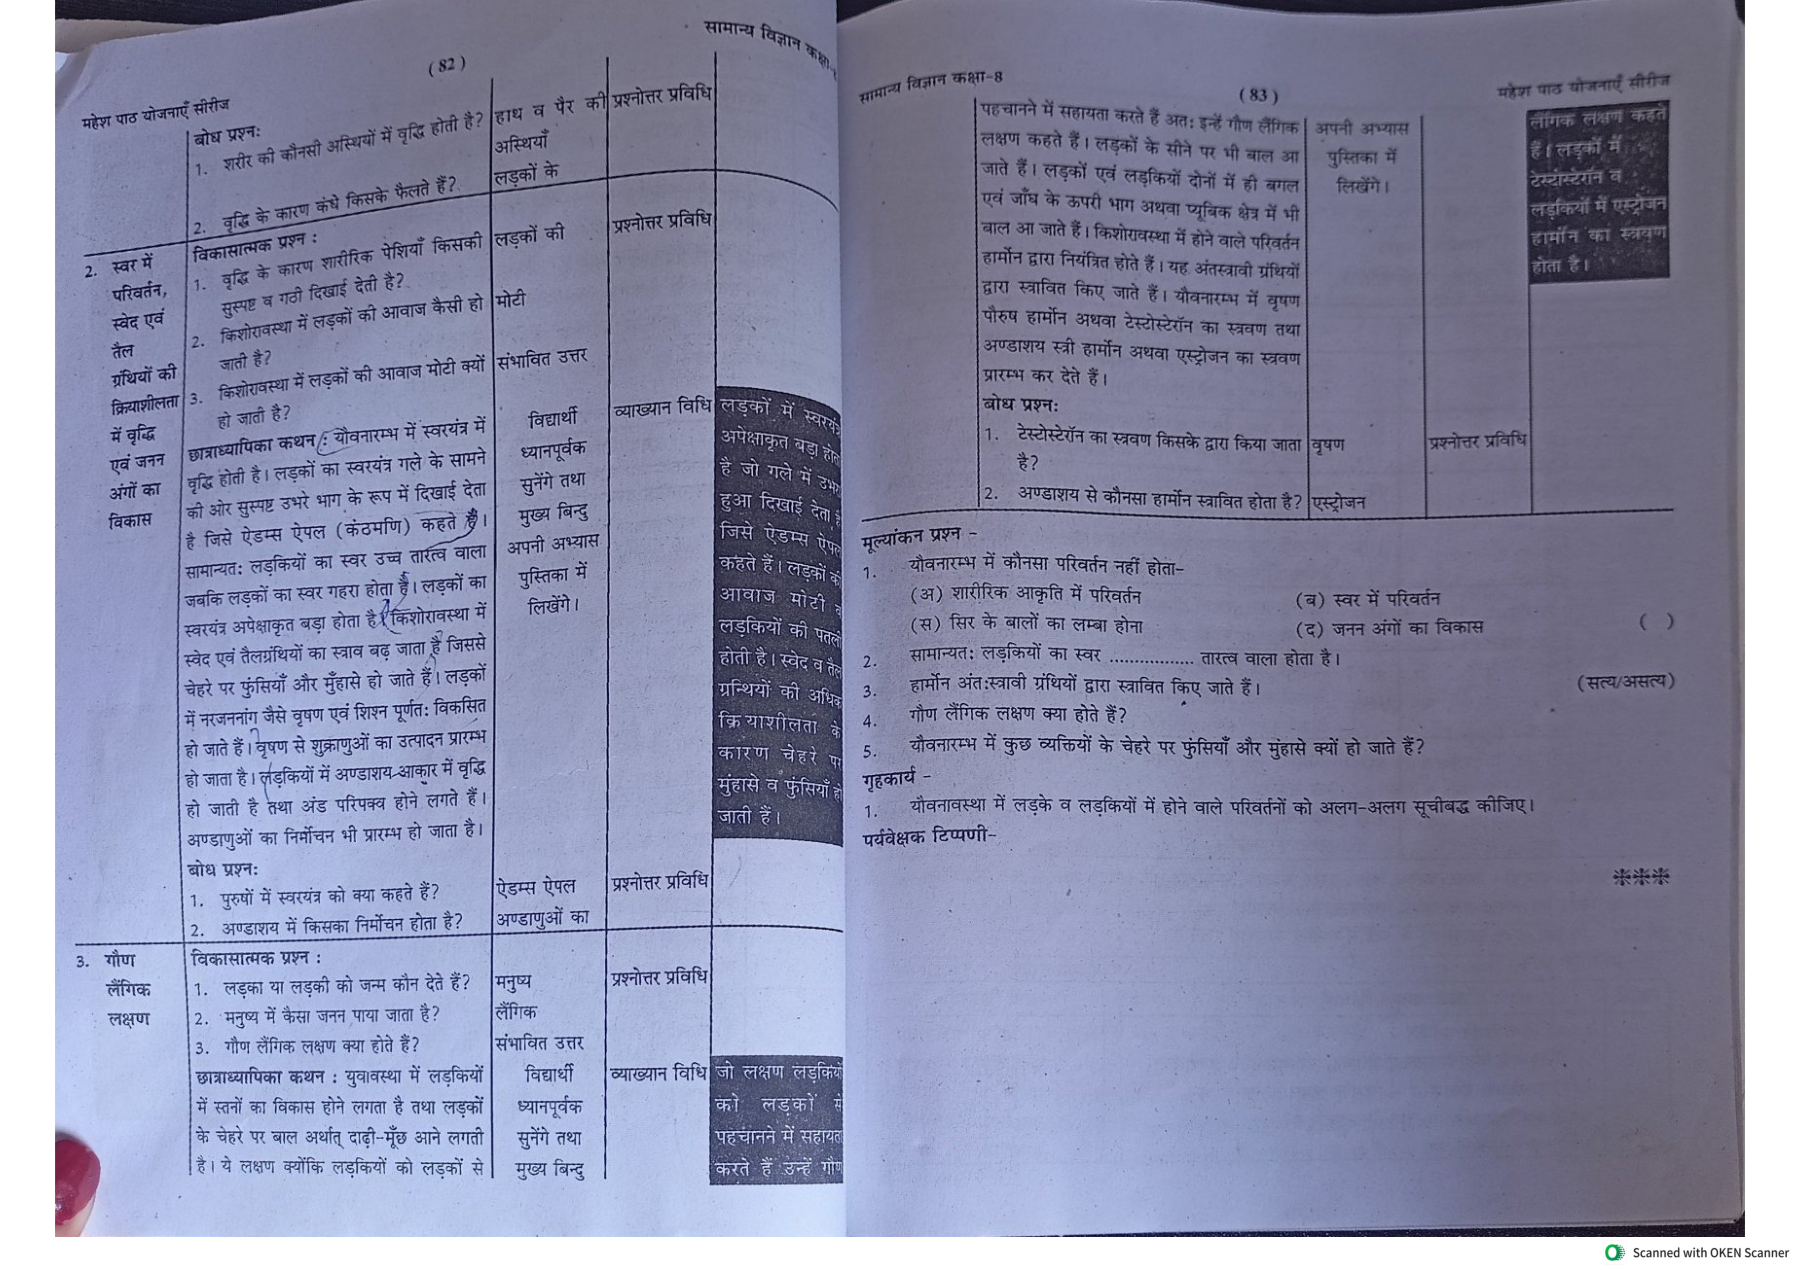 सामान्य विज्ञान कक्षा-
(82)
महेश पाठ योजनाएँ सीरीज
बोध प्रश्न:
1. शरीर की कौनसी अस्थियों में वृद्धि होती है?
हाथ व पैर की
अस्थियाँ
प्रश्नोत्तर प्रविधि
2. वृद्धि के कारण कंधे किसके फैलते हैं?
लड़कों के
2. स्वर में
परिवर्तन,
स्वेद एवं
तैल
ग्रंथियों की
क्रियाशीलता
में वृद्धि
एवं जनन
अंगों का
विकास
विकासात्मक प्रश्न :
1. वृद्धि के कारण शारीरिक पेशियाँ किसकी
सुस्पष्ट व गठी दिखाई देती है?
2. किशोरावस्था में लड़कों की आवाज कैसी हो
जाती है?
3. किशोरावस्था में लड़कों की आवाज मोटी क्यों
हो जाती है?
छात्राध्यापिका कथन : यौवनारम्भ में स्वरयंत्र में
वृद्धि होती है। लड़कों का स्वरयंत्र गले के सामने
की ओर सुस्पष्ट उभरे भाग के रूप में दिखाई देता
है जिसे ऐडम्स ऐपल (कंठमणि) कहते हैं।
सामान्यत: लड़कियों का स्वर उच्च तारत्व वाला
जबकि लड़कों का स्वर गहरा होता है। लड़कों का
स्वरयंत्र अपेक्षाकृत बड़ा होता है। किशोरावस्था में
स्वेद एवं तैलग्रंथियों का स्त्राव बढ़ जाता है जिससे
चेहरे पर फुंसियाँ और मुँहासे हो जाते हैं। लड़कों
में नरजननांग जैसे वृषण एवं शिश्न पूर्णत: विकसित
हो जाते हैं। वृषण से शुक्राणुओं का उत्पादन प्रारम्भ
हो जाता है। लड़कियों में अण्डाशय आकार में वृद्धि
हो जाती है तथा अंड परिपक्व होने लगते हैं।
अण्डाणुओं का निर्मोचन भी प्रारम्भ हो जाता है।
बोध प्रश्न:
1. पुरुषों में स्वरयंत्र को क्या कहते हैं?
2. अण्डाशय में किसका निर्मोचन होता है?
लड़कों की
मोटी
संभावित उत्तर
विद्यार्थी
ध्यानपूर्वक
सुनेंगे तथा
मुख्य बिन्दु
अपनी अभ्यास
पुस्तिका में
लिखेंगे।
ऐडम्स ऐपल
अण्डाणुओं का
प्रश्नोत्तर प्रविधि
व्याख्यान विधि
प्रश्नोत्तर प्रविधि
लड़कों में स्वरयंत्र
अपेक्षाकृत बड़ा होता
है जो गले में उभरा
हुआ दिखाई देता है
जिसे ऐडम्स ऐपल
कहते हैं। लड़कों की
आवाज मोटी व
लड़कियों की पतली
होती है। स्वेद व तैल
ग्रन्थियों की अधिक
क्रियाशीलता के
कारण चेहरे पर
मुंहासे व फुंसियाँ हो
जाती हैं।
3. गौण
लैंगिक
लक्षण
विकासात्मक प्रश्न :
1. लड़का या लड़की को जन्म कौन देते हैं?
2. मनुष्य में कैसा जनन पाया जाता है?
3. गौण लैंगिक लक्षण क्या होते हैं?
छात्राध्यापिका कथन : युवावस्था में लड़कियों
में स्तनों का विकास होने लगता है तथा लड़कों
के चेहरे पर बाल अर्थात् दाढ़ी-मूँछ आने लगती
है। ये लक्षण क्योंकि लड़कियों को लड़कों से
मनुष्य
लैंगिक
संभावित उत्तर
विद्यार्थी
ध्यानपूर्वक
सुनेंगे तथा
मुख्य बिन्दु
प्रश्नोत्तर प्रविधि
व्याख्यान विधि
जो लक्षण लड़कियों
को लड़कों से
पहचानने में सहायता
करते हैं उन्हें गौण
सामान्य विज्ञान कक्षा-8
(83)
महेश पाठ योजनाएँ सीरीज
पहचानने में सहायता करते हैं अत: इन्हें गौण लैंगिक
लक्षण कहते हैं। लड़कों के सीने पर भी बाल आ
जाते हैं। लड़कों एवं लड़कियों दोनों में ही बगल
एवं जाँघ के ऊपरी भाग अथवा प्यूबिक क्षेत्र में भी
बाल आ जाते हैं। किशोरावस्था में होने वाले परिवर्तन
हार्मोन द्वारा नियंत्रित होते हैं। यह अंतस्त्रावी ग्रंथियों
द्वारा स्त्रावित किए जाते हैं। यौवनारम्भ में वृषण
पौरुष हार्मोन अथवा टेस्टोस्टेरॉन का स्त्रवण तथा
अण्डाशय स्त्री हार्मोन अथवा एस्ट्रोजन का स्त्रवण
प्रारम्भ कर देते हैं।
बोध प्रश्न:
1. टेस्टोस्टेरॉन का स्त्रवण किसके द्वारा किया जाता
है?
2. अण्डाशय से कौनसा हार्मोन स्त्रावित होता है?
अपनी अभ्यास
पुस्तिका में
लिखेंगे।
वृषण
एस्ट्रोजन
प्रश्नोत्तर प्रविधि
लैंगिक लक्षण कहते
हैं। लड़कों में
टेस्टोस्टेरॉन व
लड़कियों में एस्ट्रोजन
हार्मोन का स्त्रवण
होता है।
मूल्यांकन प्रश्न -
1. यौवनारम्भ में कौनसा परिवर्तन नहीं होता-
(अ) शारीरिक आकृति में परिवर्तन (ब) स्वर में परिवर्तन
(स) सिर के बालों का लम्बा होना (द) जनन अंगों का विकास ( )
2. सामान्यत: लड़कियों का स्वर ................. तारत्व वाला होता है।
3. हार्मोन अंत:स्त्रावी ग्रंथियों द्वारा स्त्रावित किए जाते हैं। (सत्य/असत्य)
4. गौण लैंगिक लक्षण क्या होते हैं?
5. यौवनारम्भ में कुछ व्यक्तियों के चेहरे पर फुंसियाँ और मुंहासे क्यों हो जाते हैं?
गृहकार्य -
1. यौवनावस्था में लड़के व लड़कियों में होने वाले परिवर्तनों को अलग-अलग सूचीबद्ध कीजिए।
पर्यवेक्षक टिप्पणी-
***
Scanned with OKEN Scanner